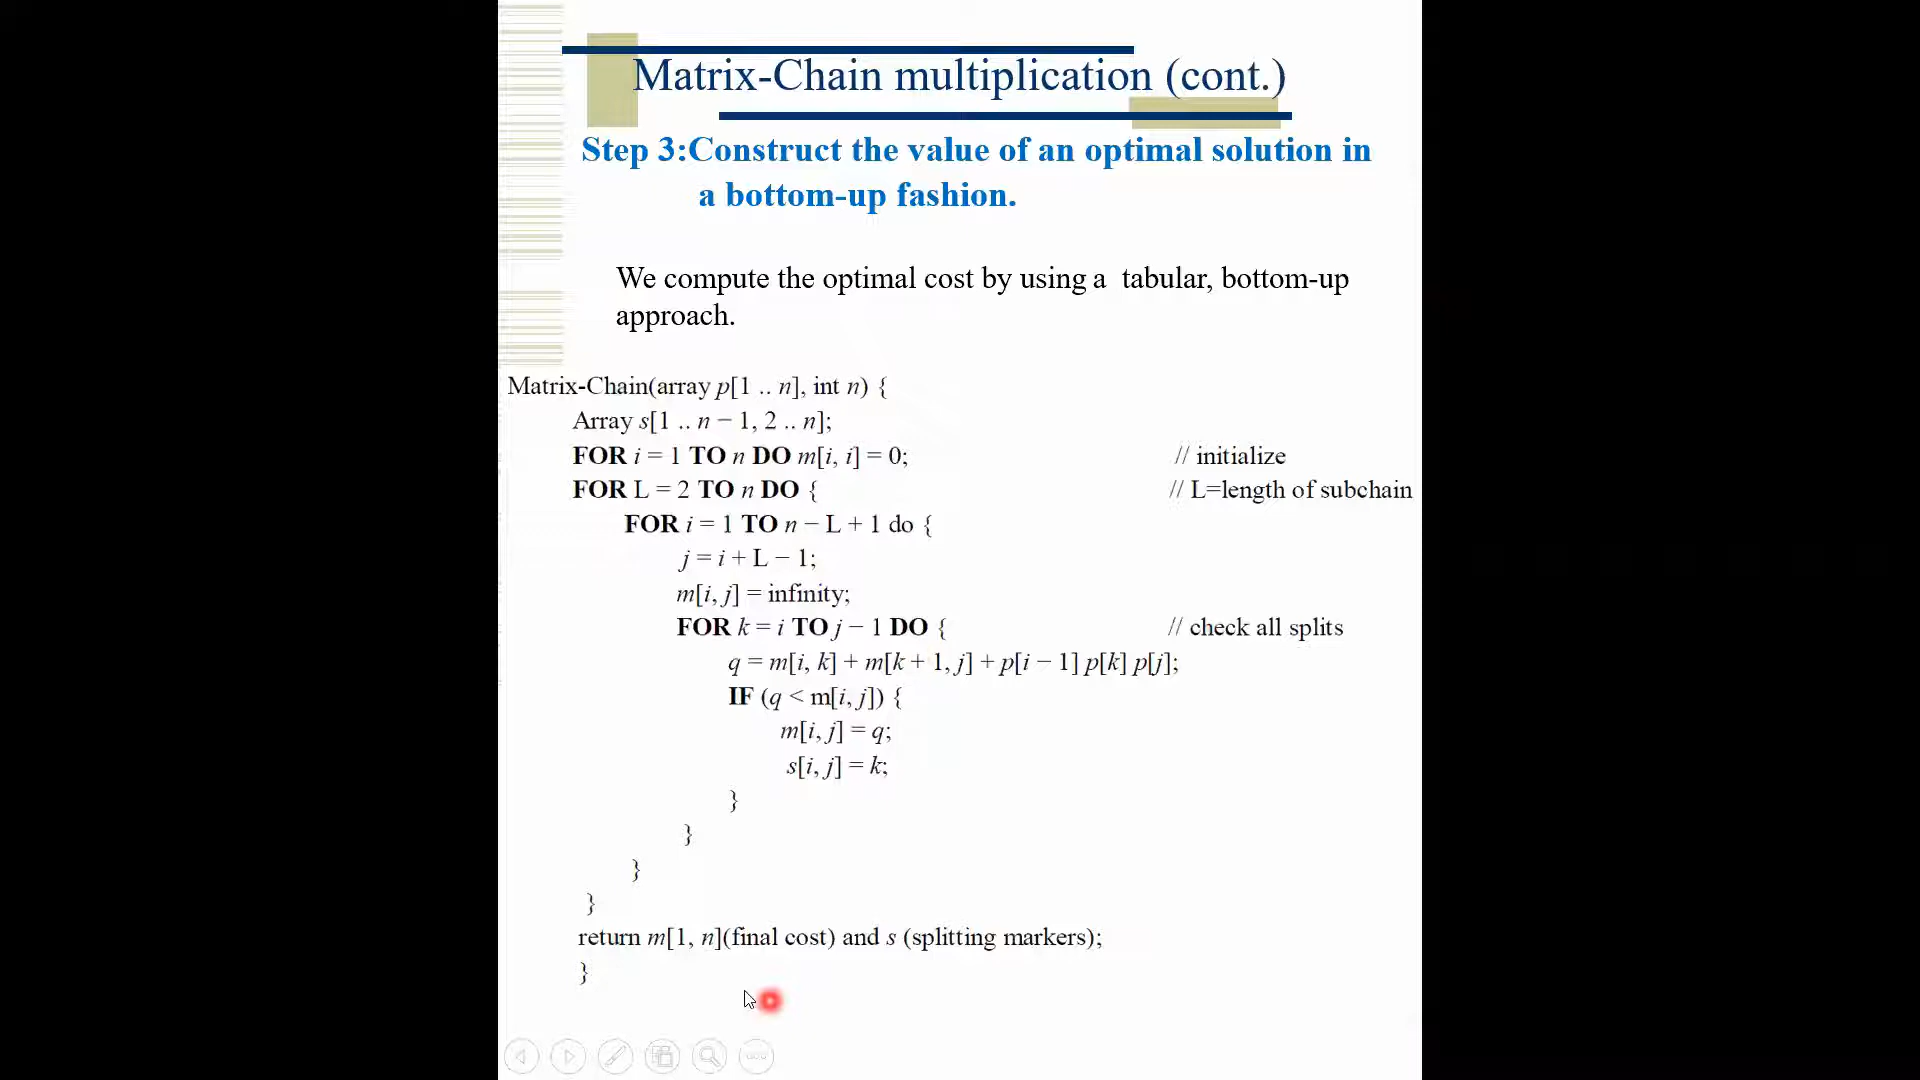 Matrix-Chain multiplication (cont.)
Step 3:Construct the value of an optimal solution in
a bottom-up fashion.
We compute the optimal cost by using a tabular, bottom-up
approach.
Matrix-Chain(array p[1 .. n], int n) {
Array s[1 .. n − 1, 2 .. n];
FOR i = 1 TO n DO m[i, i] = 0; // initialize
FOR L = 2 TO n DO { // L=length of subchain
FOR i = 1 TO n − L + 1 do {
j = i + L − 1;
m[i, j] = infinity;
FOR k = i TO j − 1 DO { // check all splits
q = m[i, k] + m[k + 1, j] + p[i − 1] p[k] p[j];
IF (q < m[i, j]) {
m[i, j] = q;
s[i, j] = k;
}
}
}
}
return m[1, n](final cost) and s (splitting markers);
}